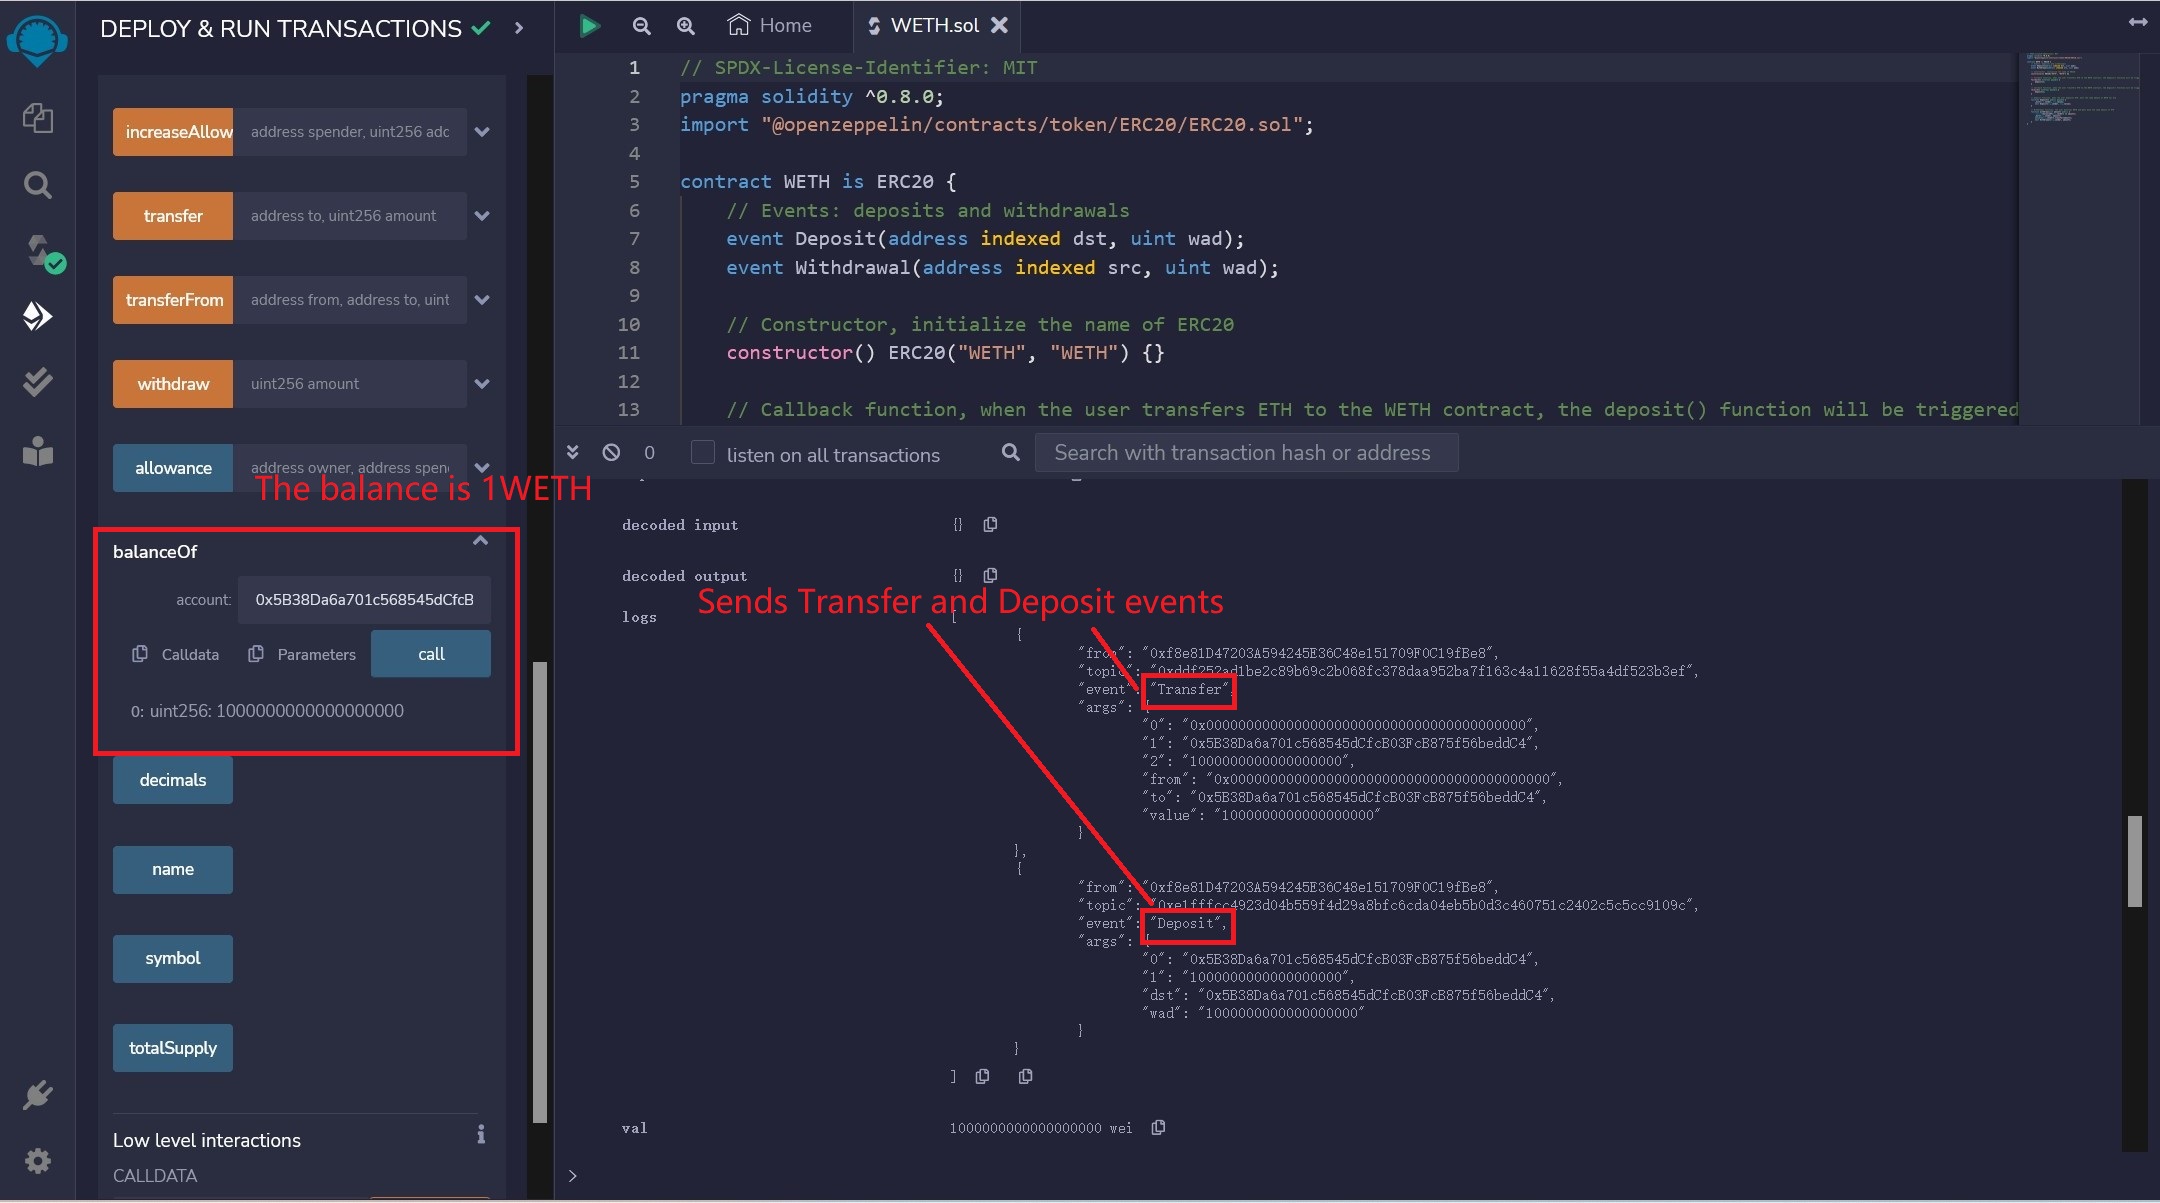 DEPLOY & RUN TRANSACTIONS
increaseAllow address spender, uint256 adc
transfer address to, uint256 amount
transferFrom address from, address to, uint
withdraw uint256 amount
allowance address owner, address spen
The balance is 1WETH
balanceOf
account: 0x5B38Da6a701c568545dCfcB
Calldata Parameters call
0: uint256: 1000000000000000000
decimals
name
symbol
totalSupply
Low level interactions
CALLDATA
Home WETH.sol
1 // SPDX-License-Identifier: MIT
2 pragma solidity ^0.8.0;
3 import "@openzeppelin/contracts/token/ERC20/ERC20.sol";
4
5 contract WETH is ERC20 {
6 // Events: deposits and withdrawals
7 event Deposit(address indexed dst, uint wad);
8 event Withdrawal(address indexed src, uint wad);
9
10 // Constructor, initialize the name of ERC20
11 constructor() ERC20("WETH", "WETH") {}
12
13 // Callback function, when the user transfers ETH to the WETH contract, the deposit() function will be triggered
0 listen on all transactions Search with transaction hash or address
decoded input {}
decoded output {}
Sends Transfer and Deposit events
logs [
{
"from": "0xf8e81D47203A594245E36C48e151709F0C19fBe8",
"topic": "0xddf252ad1be2c89b69c2b068fc378daa952ba7f163c4a11628f55a4df523b3ef",
"event": "Transfer",
"args": {
"0": "0x0000000000000000000000000000000000000000",
"1": "0x5B38Da6a701c568545dCfcB03FcB875f56beddC4",
"2": "1000000000000000000",
"from": "0x0000000000000000000000000000000000000000",
"to": "0x5B38Da6a701c568545dCfcB03FcB875f56beddC4",
"value": "1000000000000000000"
}
},
{
"from": "0xf8e81D47203A594245E36C48e151709F0C19fBe8",
"topic": "0xe1fffcc4923d04b559f4d29a8bfc6cda04eb5b0d3c460751c2402c5c5cc9109c",
"event": "Deposit",
"args": {
"0": "0x5B38Da6a701c568545dCfcB03FcB875f56beddC4",
"1": "1000000000000000000",
"dst": "0x5B38Da6a701c568545dCfcB03FcB875f56beddC4",
"wad": "1000000000000000000"
}
}
]
val 1000000000000000000 wei
>